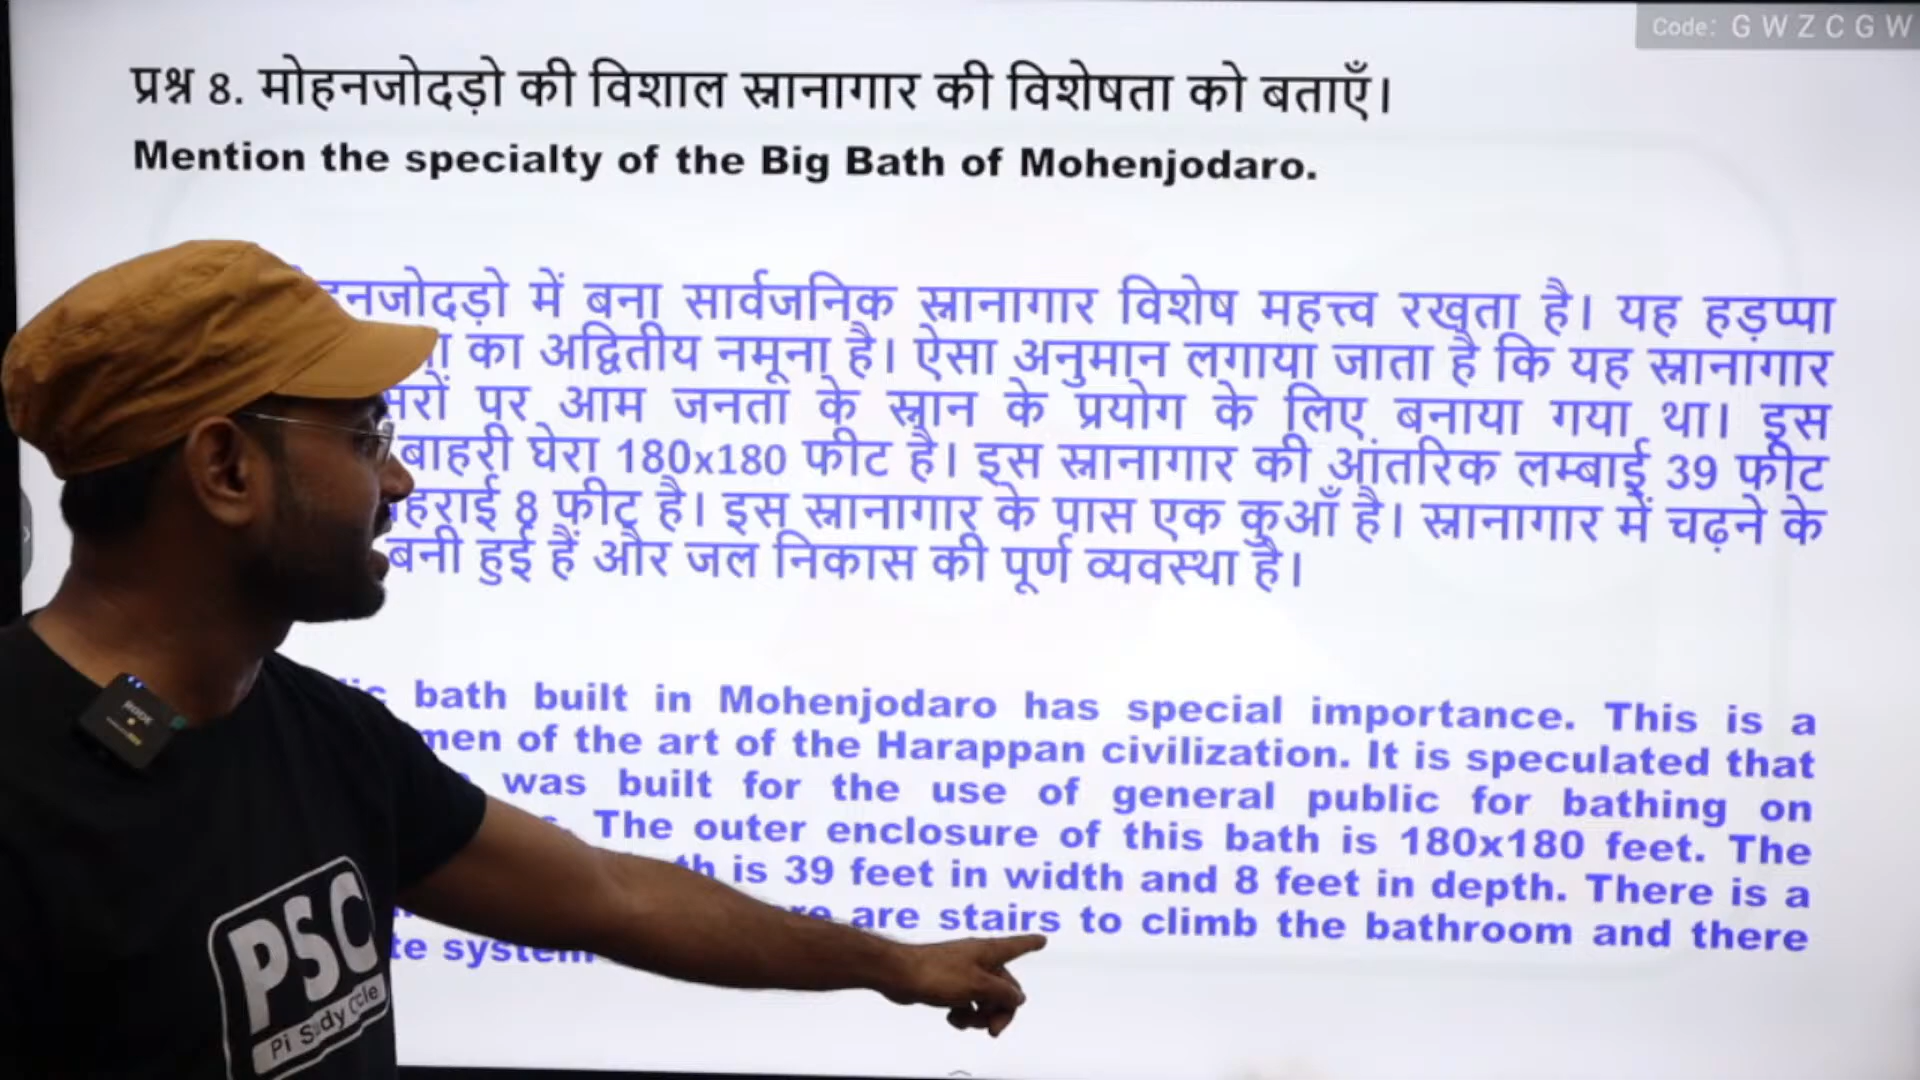 Code: G W Z C G W
प्रश्न 8. मोहनजोदड़ो की विशाल स्नानागार की विशेषता को बताएँ।
Mention the specialty of the Big Bath of Mohenjodaro.
में बना सार्वजनिक स्नानागार विशेष महत्त्व रखता है। यह हड़प्पा
का अद्वितीय नमूना है। ऐसा अनुमान लगाया जाता है कि यह स्नानागार
पर आम जनता के स्नान के प्रयोग के लिए बनाया गया था। इस
बाहरी घेरा 180x180 फीट है। इस स्नानागार की आंतरिक लम्बाई 39 फीट
8 फीट है। इस स्नानागार के पास एक कुआँ है। स्नानागार में चढ़ने के
बनी हुई हैं और जल निकास की पूर्ण व्यवस्था है।
bath built in Mohenjodaro has special importance. This is a
of the art of the Harappan civilization. It is speculated that
was built for the use of general public for bathing on
The outer enclosure of this bath is 180x180 feet. The
is 39 feet in width and 8 feet in depth. There is a
are stairs to climb the bathroom and there
system
PSC
Pi Study Circle